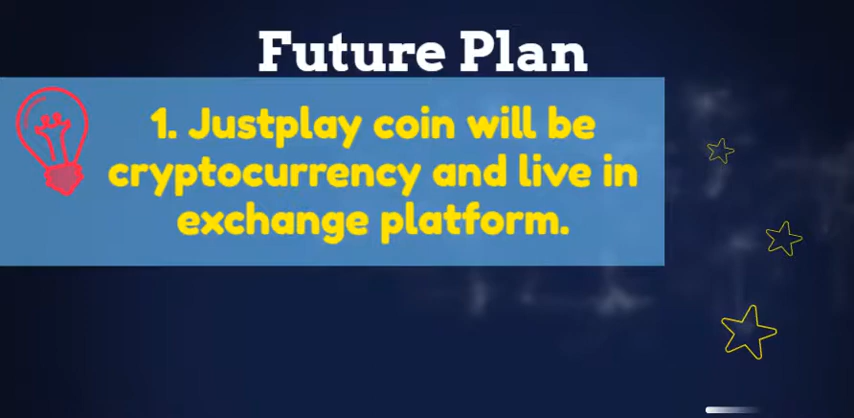 Future Plan
1. Justplay coin will be
cryptocurrency and live in
exchange platform.